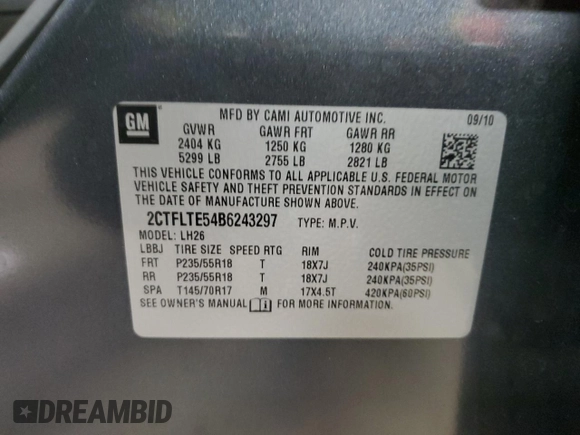 GM
MFD BY CAMI AUTOMOTIVE INC.
09/10
GVWR GAWR FRT GAWR RR
2404 KG 1250 KG 1280 KG
5299 LB 2755 LB 2821 LB
THIS VEHICLE CONFORMS TO ALL APPLICABLE U.S. FEDERAL MOTOR
VEHICLE SAFETY AND THEFT PREVENTION STANDARDS IN EFFECT ON
THE DATE OF MANUFACTURE SHOWN ABOVE.
2CTFLTE54B6243297 TYPE: M.P.V.
MODEL: LH26
LBBJ TIRE SIZE SPEED RTG RIM COLD TIRE PRESSURE
FRT P235/55R18 T 18X7J 240KPA(35PSI)
RR P235/55R18 T 18X7J 240KPA(35PSI)
SPA T145/70R17 M 17X4.5T 420KPA(60PSI)
SEE OWNER'S MANUAL FOR MORE INFORMATION.
DREAMBID